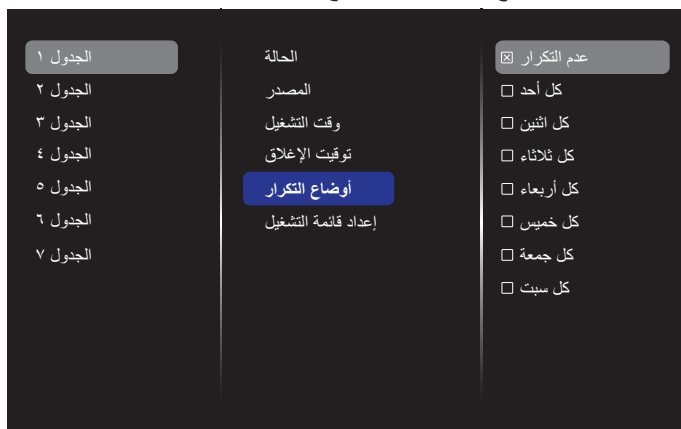 الجدول ١
الجدول ٢
الجدول ٣
الجدول ٤
الجدول ٥
الجدول ٦
الجدول ٧
الحالة
المصدر
وقت التشغيل
توقيت الإغلاق
أوضاع التكرار
إعداد قائمة التشغيل
عدم التكرار
كل أحد
كل اثنين
كل ثلاثاء
كل أربعاء
كل خميس
كل جمعة
كل سبت